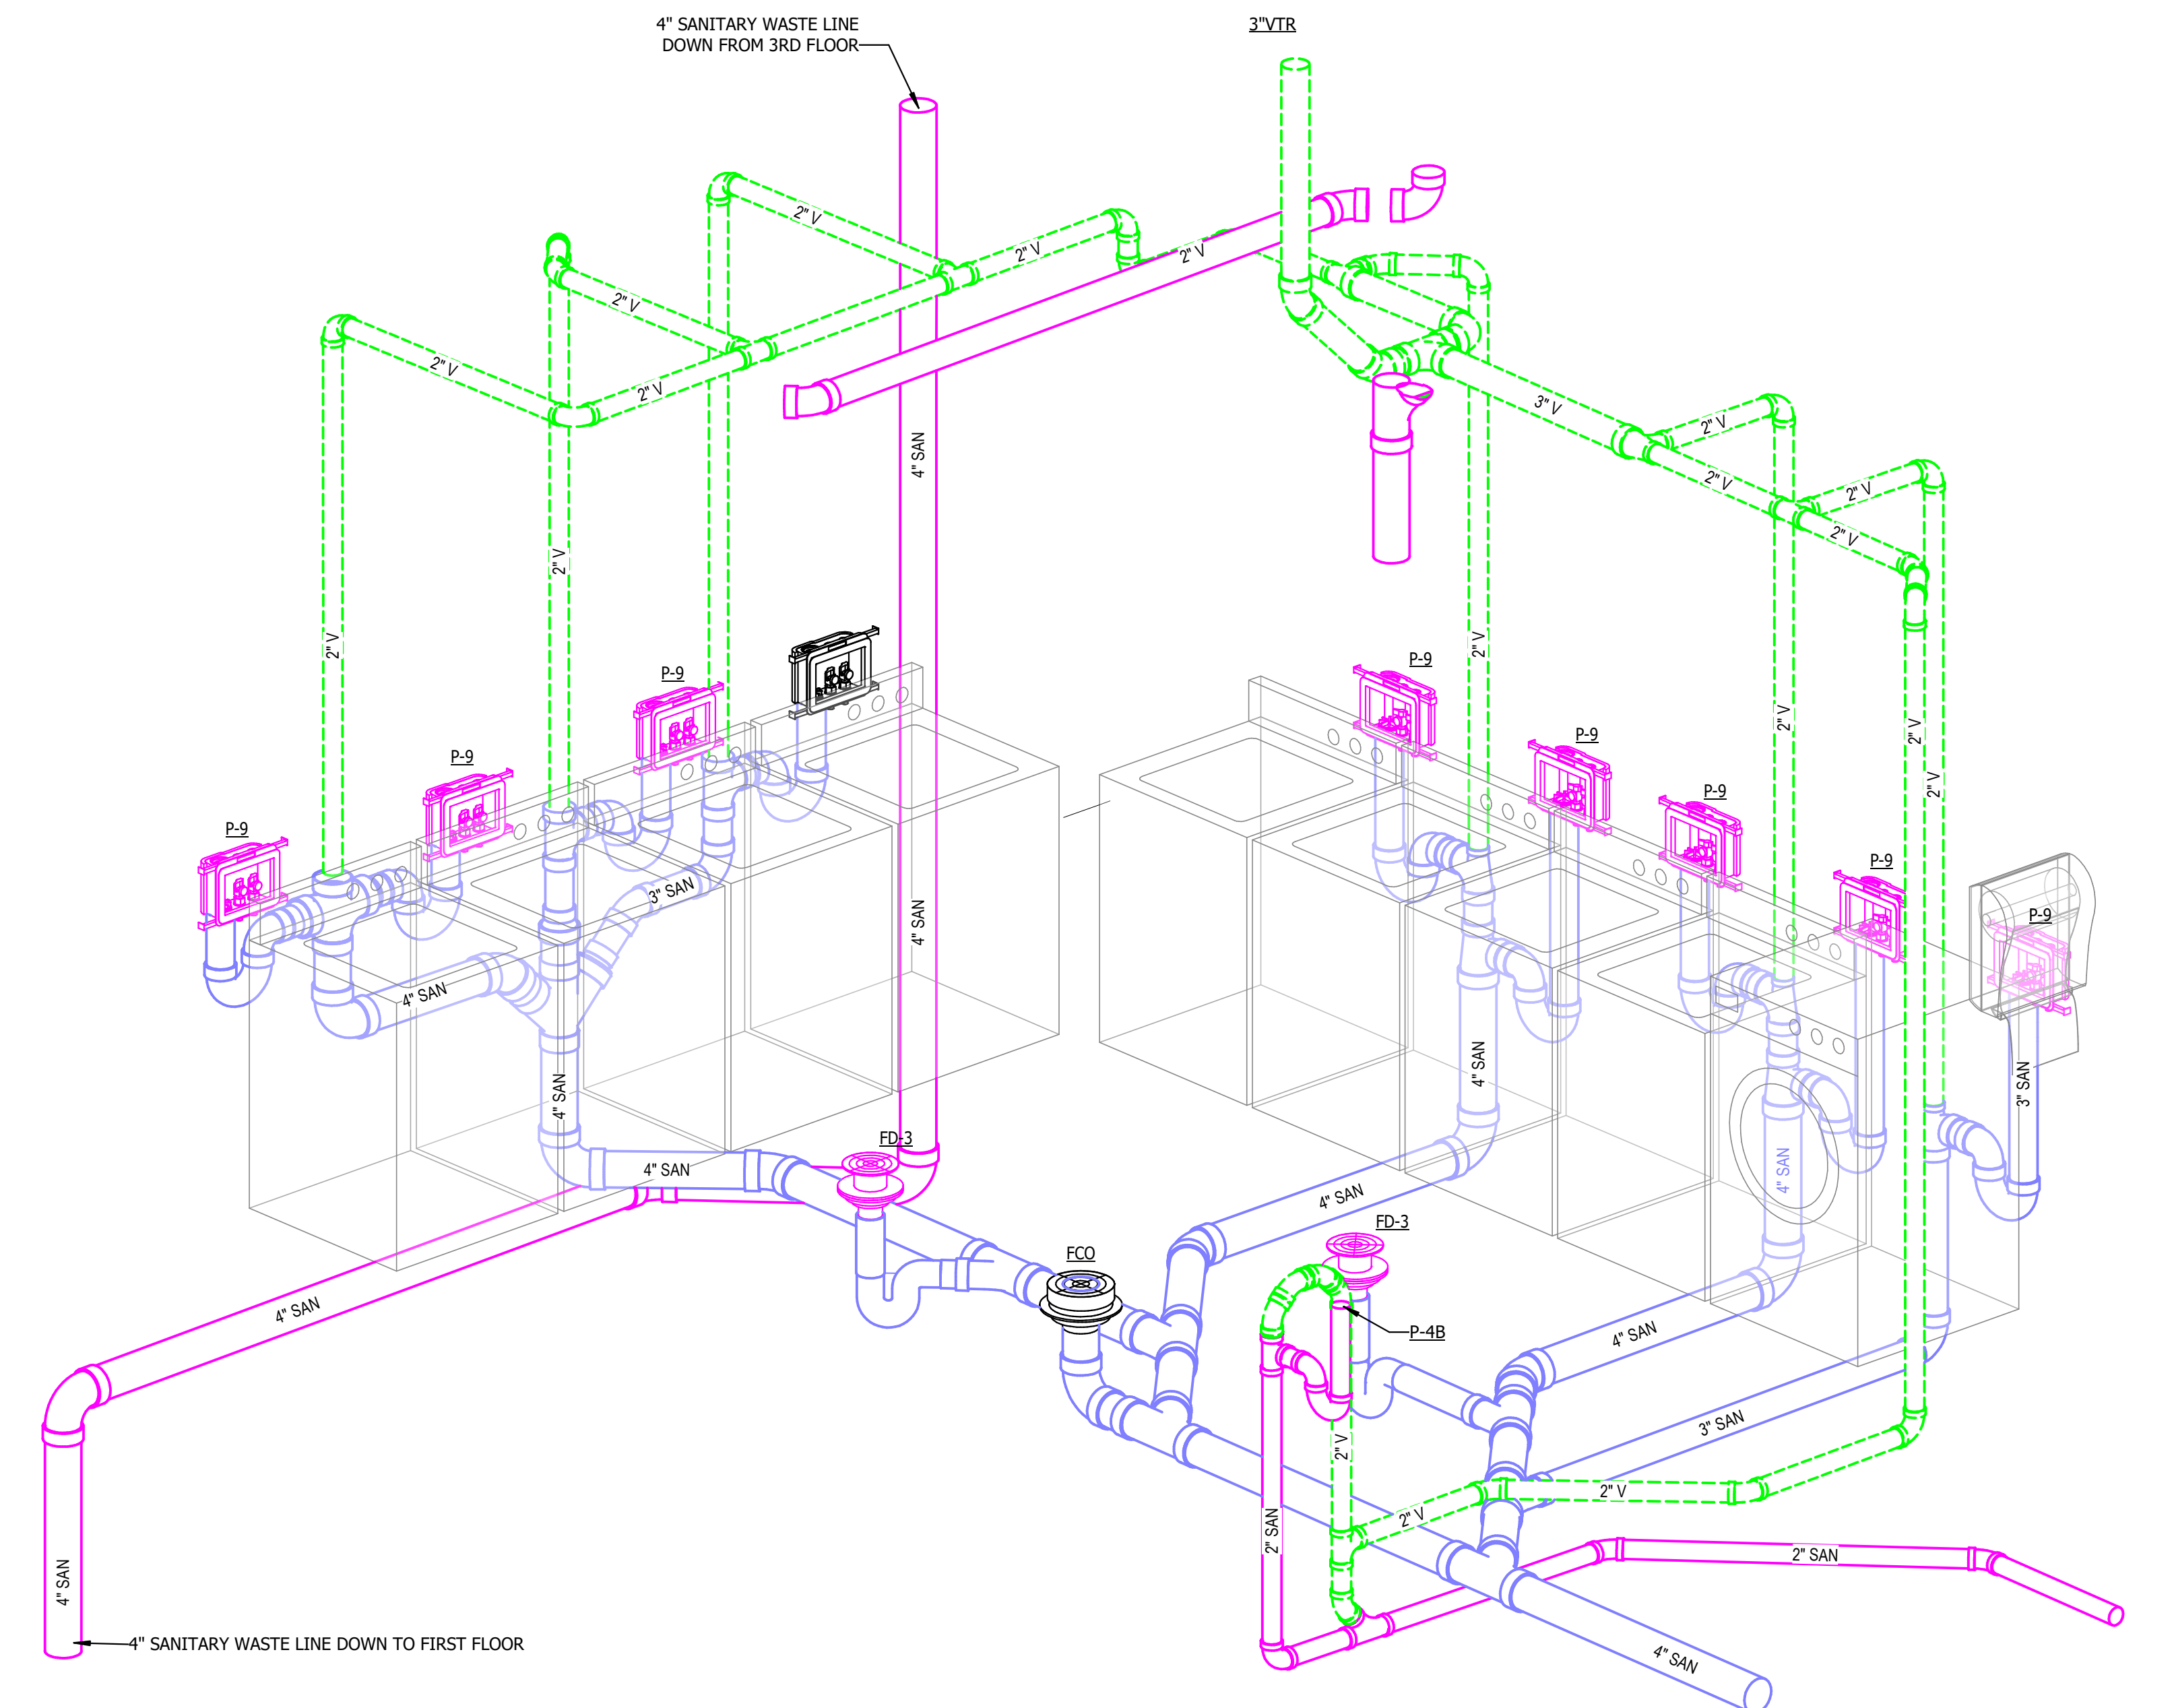 4" SANITARY WASTE LINE
DOWN FROM 3RD FLOOR
3"VTR
2" V
2" V
2" V
2" V
2" V
2" V
2" V
3" V
2" V
2" V
2" V
2" V
4" SAN
2" V
2" V
2" V
2" V
2" V
2" V
P-9
P-9
P-9
P-9
P-9
P-9
P-9
P-9
3" SAN
4" SAN
4" SAN
4" SAN
4" SAN
4" SAN
3" SAN
4" SAN
FD-3
4" SAN
4" SAN
FD-3
FCO
4" SAN
P-4B
4" SAN
3" SAN
2" V
2" V
2" V
2" SAN
2" SAN
4" SAN
4" SANITARY WASTE LINE DOWN TO FIRST FLOOR
4" SAN